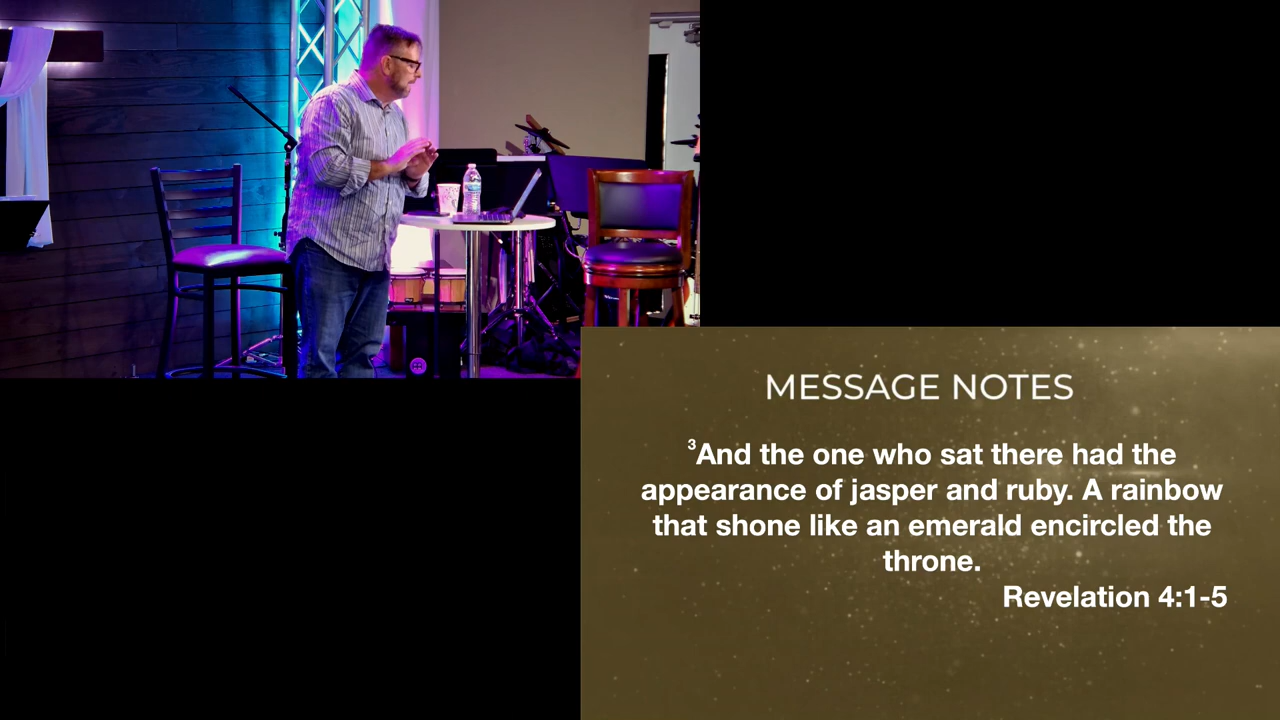 MESSAGE NOTES
³And the one who sat there had the
appearance of jasper and ruby. A rainbow
that shone like an emerald encircled the
throne.
Revelation 4:1-5